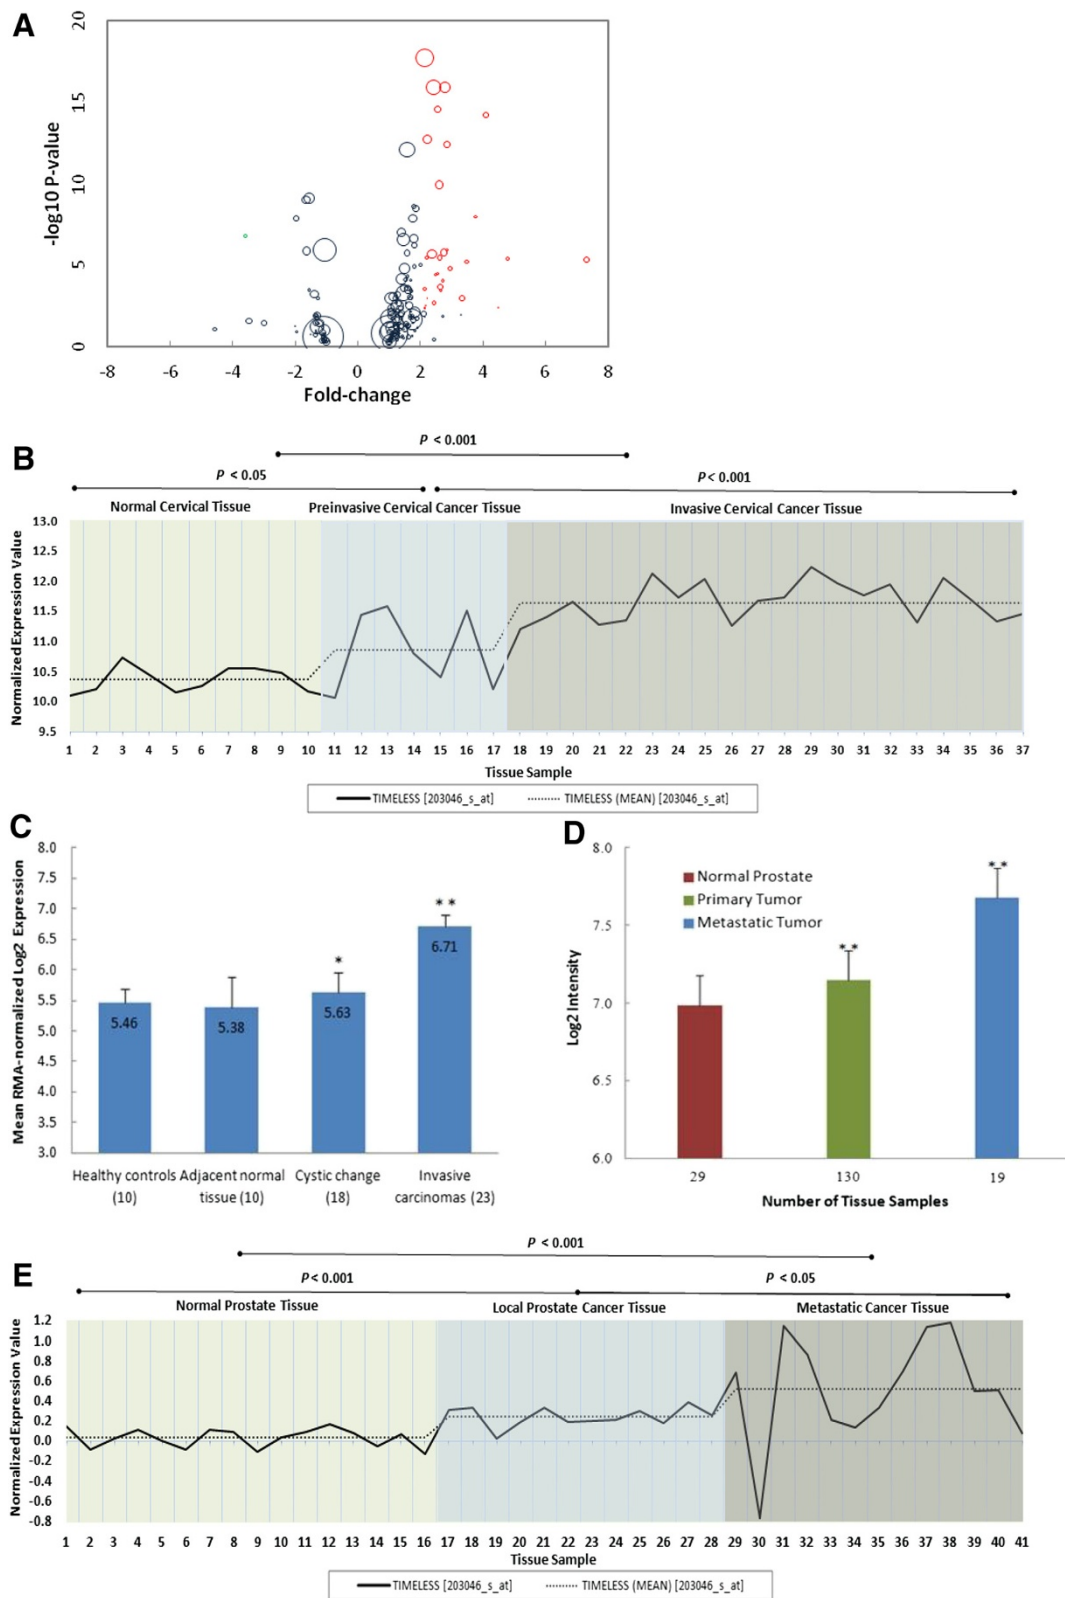 A
20
15
10
5
0
-log10 P-value
-8 -6 -4 -2 0 2 4 6 8
Fold-change
B
P < 0.001
P < 0.05
P < 0.001
Normal Cervical Tissue
Preinvasive Cervical Cancer Tissue
Invasive Cervical Cancer Tissue
13.0
12.5
12.0
11.5
11.0
10.5
10.0
9.5
Normalized Expression Value
1 2 3 4 5 6 7 8 9 10 11 12 13 14 15 16 17 18 19 20 21 22 23 24 25 26 27 28 29 30 31 32 33 34 35 36 37
Tissue Sample
TIMELESS [203046_s_at]
TIMELESS (MEAN) [203046_s_at]
C
8.0
7.5
7.0
6.5
6.0
5.5
5.0
4.5
4.0
3.5
3.0
Mean RMA-normalized Log2 Expression
5.46
5.38
*
5.63
**
6.71
Healthy controls (10)
Adjacent normal tissue (10)
Cystic change (18)
Invasive carcinomas (23)
D
8.0
7.5
7.0
6.5
6.0
Log2 Intensity
Normal Prostate
Primary Tumor
Metastatic Tumor
**
**
29 130 19
Number of Tissue Samples
E
P < 0.001
P < 0.001
P < 0.05
Normal Prostate Tissue
Local Prostate Cancer Tissue
Metastatic Cancer Tissue
1.2
1.0
0.8
0.6
0.4
0.2
0.0
-0.2
-0.4
-0.6
-0.8
Normalized Expression Value
1 2 3 4 5 6 7 8 9 10 11 12 13 14 15 16 17 18 19 20 21 22 23 24 25 26 27 28 29 30 31 32 33 34 35 36 37 38 39 40 41
Tissue Sample
TIMELESS [203046_s_at]
TIMELESS (MEAN) [203046_s_at]